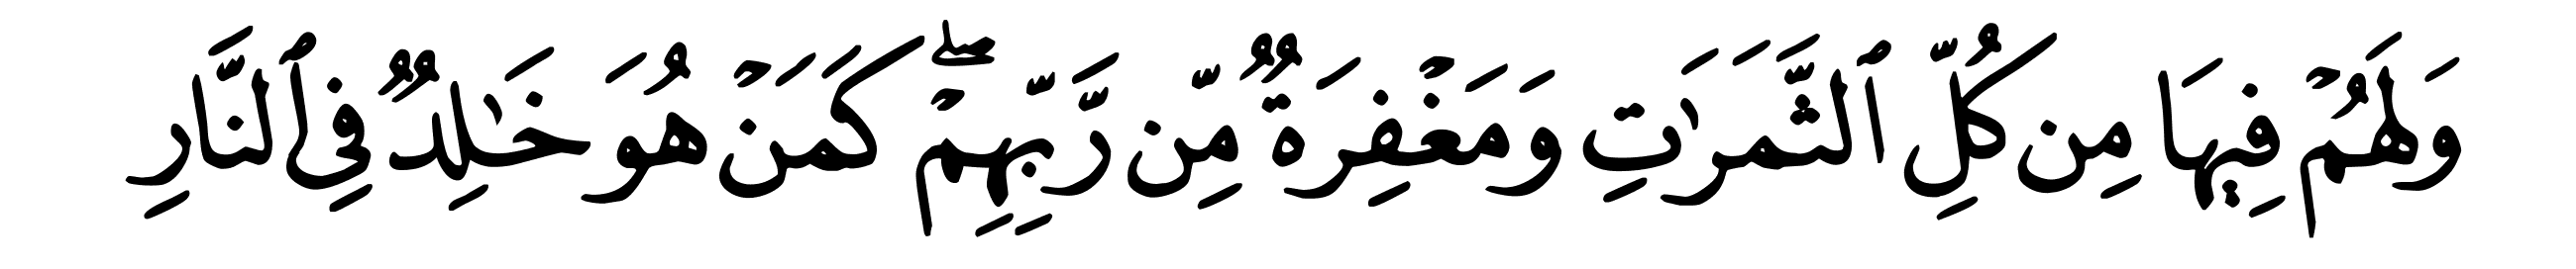 وَلَهُمۡ فِيهَا مِن كُلِّ ٱلثَّمَرَٰتِ وَمَغۡفِرَةٌ مِّن رَّبِّهِمۡۖ كَمَنۡ هُوَ خَٰلِدٌ فِي ٱلنَّارِ